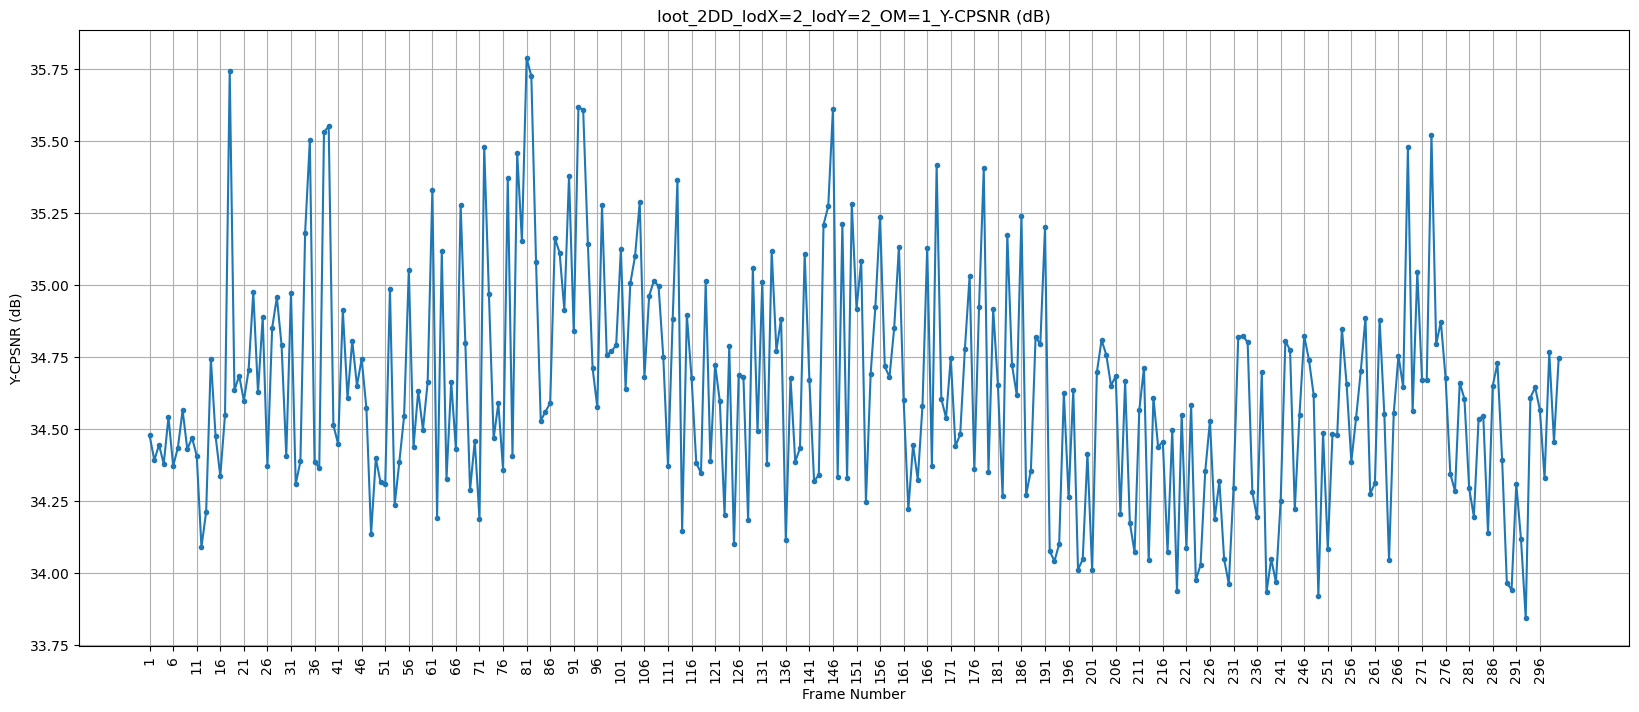 loot_2DD_lodX=2_lodY=2_OM=1_Y-CPSNR (dB)
Y-CPSNR (dB)
35.75
35.50
35.25
35.00
34.75
34.50
34.25
34.00
33.75
1 6 11 16 21 26 31 36 41 46 51 56 61 66 71 76 81 86 91 96 101 106 111 116 121 126 131 136 141 146 151 156 161 166 171 176 181 186 191 196 201 206 211 216 221 226 231 236 241 246 251 256 261 266 271 276 281 286 291 296
Frame Number